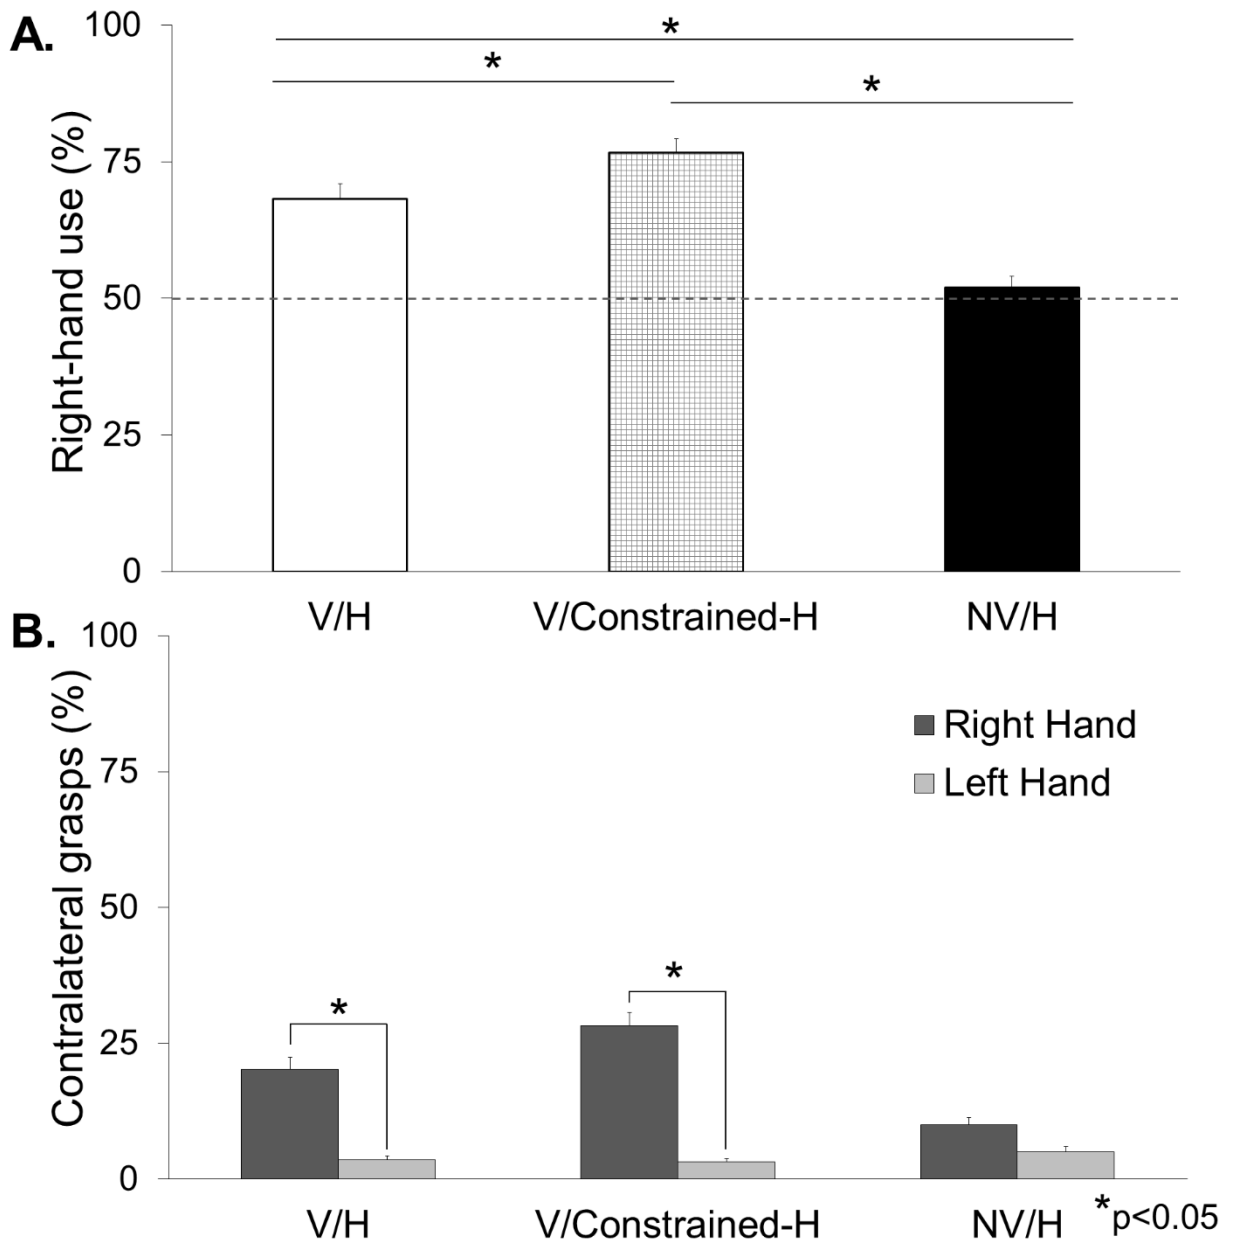 A.
Right-hand use (%)
100
75
50
25
0
*
*
*
V/H V/Constrained-H NV/H
B.
Contralateral grasps (%)
100
75
50
25
0
Right Hand
Left Hand
*
*
V/H V/Constrained-H NV/H
*p<0.05